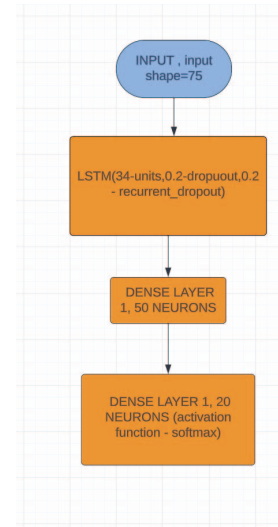 INPUT , input
shape=75
LSTM(34-units,0.2-dropuout,0.2
- recurrent_dropout)
DENSE LAYER
1, 50 NEURONS
DENSE LAYER 1, 20
NEURONS (activation
function - softmax)